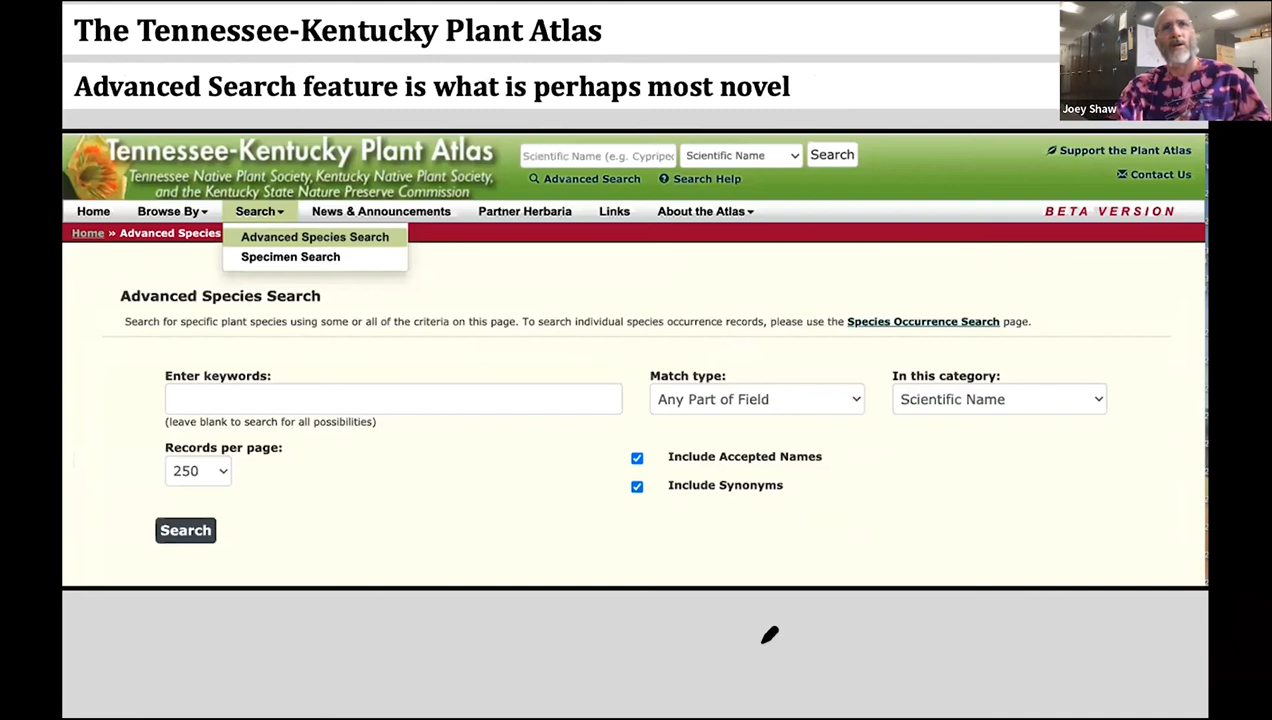 The Tennessee-Kentucky Plant Atlas
Advanced Search feature is what is perhaps most novel
Joey Shaw
Tennessee-Kentucky Plant Atlas
Tennessee Native Plant Society, Kentucky Native Plant Society,
and the Kentucky State Nature Preserve Commission
Scientific Name (e.g. Cypripe
Scientific Name
Search
Advanced Search
Search Help
Support the Plant Atlas
Contact Us
Home
Browse By
Search
News & Announcements
Partner Herbaria
Links
About the Atlas
BETA VERSION
Home » Advanced Species
Advanced Species Search
Specimen Search
Advanced Species Search
Search for specific plant species using some or all of the criteria on this page. To search individual species occurrence records, please use the Species Occurrence Search page.
Enter keywords:
Match type:
In this category:
Any Part of Field
Scientific Name
(leave blank to search for all possibilities)
Records per page:
250
Include Accepted Names
Include Synonyms
Search